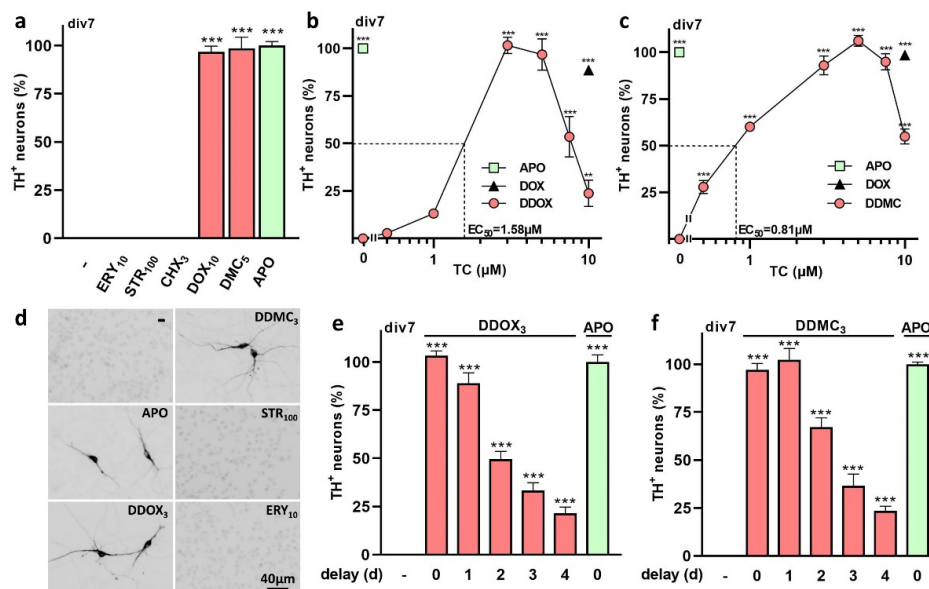 a
div7
TH+ neurons (%)
100
75
50
25
***
***
***
-
ERY10
STR100
CHX3
DOX10
DMC5
APO
b
div7
TH+ neurons (%)
100
75
50
25
0
1
10
TC (µM)
***
***
***
***
***
**
APO
DOX
DDOX
EC50=1.58µM
c
div7
TH+ neurons (%)
100
75
50
25
0
1
10
TC (µM)
***
***
***
***
***
***
***
***
APO
DOX
DDMC
EC50=0.81µM
d
-
DDMC3
APO
STR100
DDOX3
ERY10
40µm
e
div7
DDOX3
APO
TH+ neurons (%)
100
75
50
25
0
***
***
***
***
***
***
delay (d) - 0 1 2 3 4 0
f
div7
DDMC3
APO
TH+ neurons (%)
100
75
50
25
0
***
***
***
***
***
***
delay (d) - 0 1 2 3 4 0